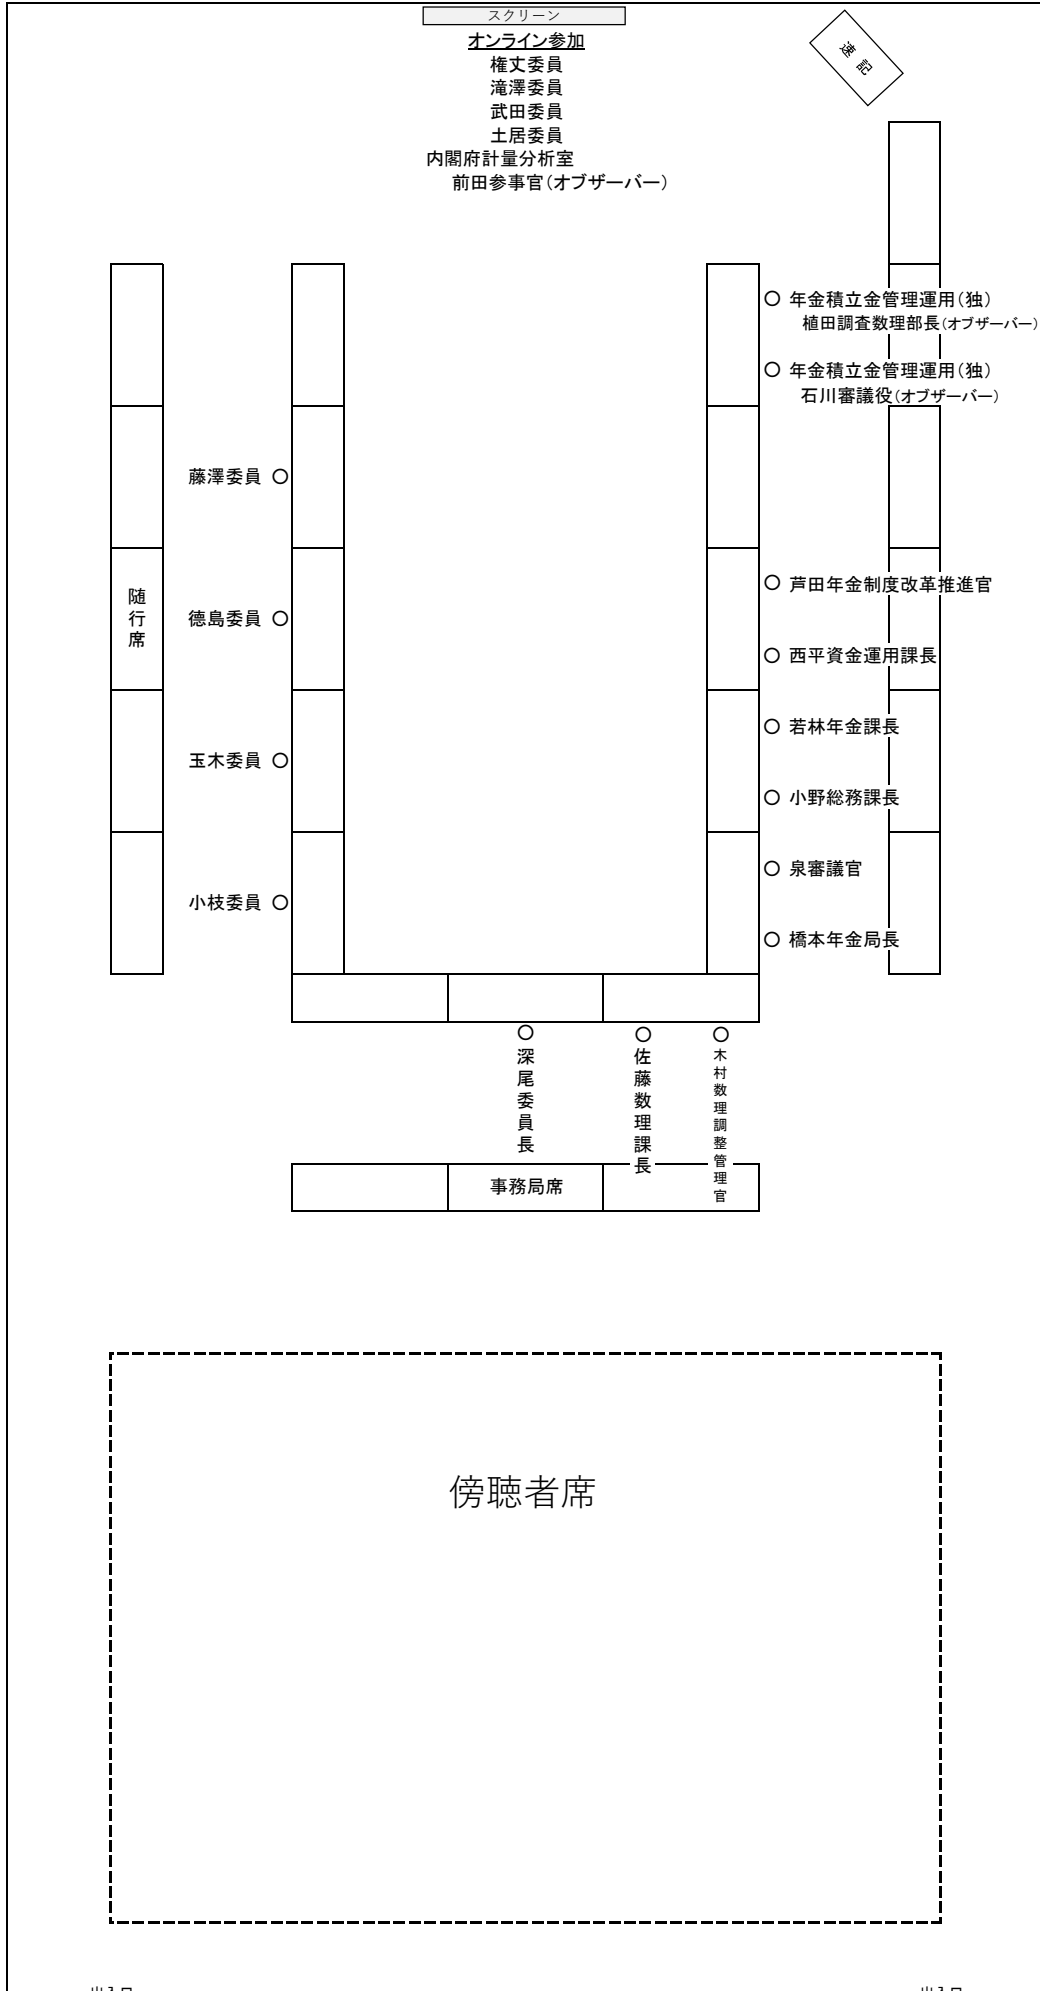 スクリーン
オンライン参加
権丈委員
滝澤委員
武田委員
土居委員
内閣府計量分析室
前田参事官(オブザーバー)
速記
年金積立金管理運用(独)
植田調査数理部長(オブザーバー)
年金積立金管理運用(独)
石川審議役(オブザーバー)
藤澤委員
芦田年金制度改革推進官
随行席
徳島委員
西平資金運用課長
若林年金課長
玉木委員
小野総務課長
泉審議官
小枝委員
橋本年金局長
深尾委員長
佐藤数理課長
木村数理調整管理官
事務局席
傍聴者席